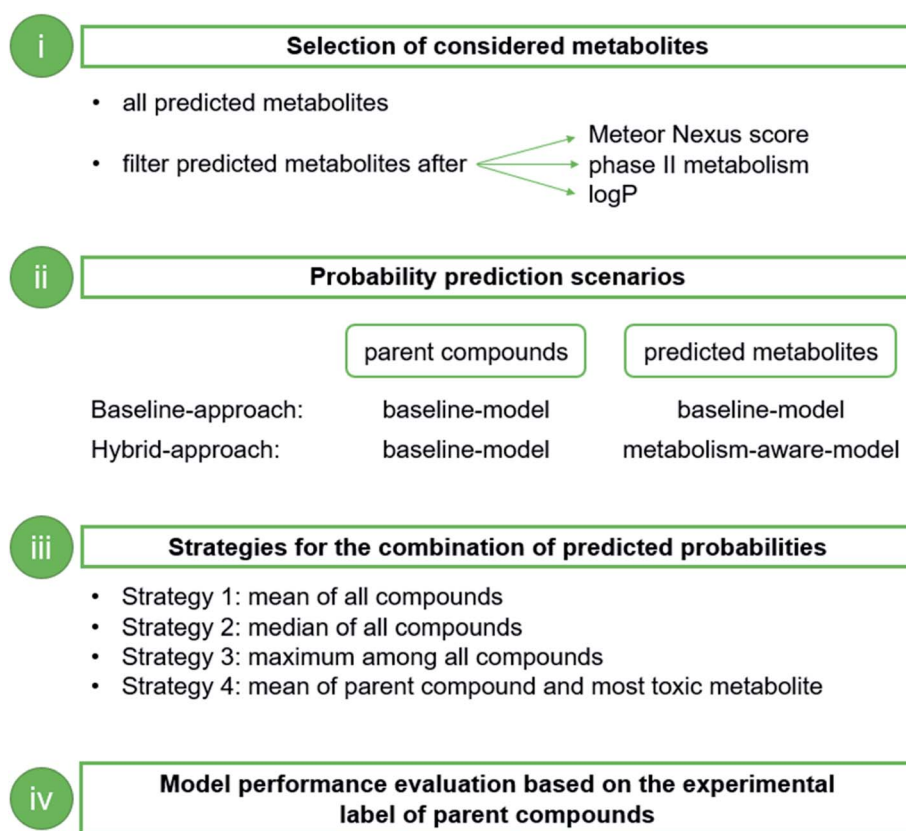 i
Selection of considered metabolites
• all predicted metabolites
• filter predicted metabolites after
Meteor Nexus score
phase II metabolism
logP
ii
Probability prediction scenarios
parent compounds predicted metabolites
Baseline-approach: baseline-model baseline-model
Hybrid-approach: baseline-model metabolism-aware-model
iii
Strategies for the combination of predicted probabilities
• Strategy 1: mean of all compounds
• Strategy 2: median of all compounds
• Strategy 3: maximum among all compounds
• Strategy 4: mean of parent compound and most toxic metabolite
iv
Model performance evaluation based on the experimental
label of parent compounds